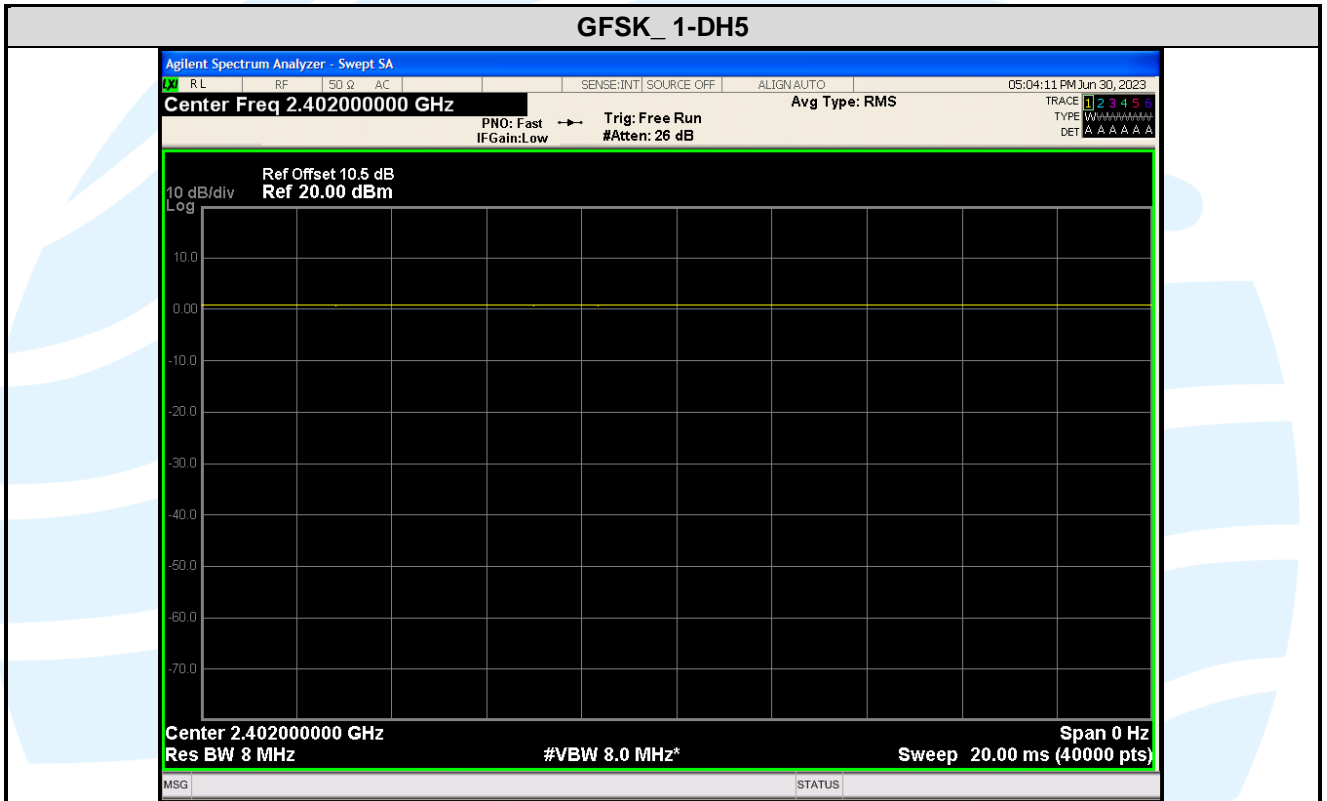 GFSK_ 1-DH5
Agilent Spectrum Analyzer - Swept SA
LXI RL RF 50 Ω AC SENSE:INT SOURCE OFF ALIGN AUTO 05:04:11 PM Jun 30, 2023
Center Freq 2.402000000 GHz Avg Type: RMS TRACE 1 2 3 4 5 6
PNO: Fast Trig: Free Run TYPE WWWWWW
IFGain:Low #Atten: 26 dB DET A A A A A A
Ref Offset 10.5 dB
10 dB/div Ref 20.00 dBm
Log
10.0
0.00
-10.0
-20.0
-30.0
-40.0
-50.0
-60.0
-70.0
Center 2.402000000 GHz Span 0 Hz
Res BW 8 MHz #VBW 8.0 MHz* Sweep 20.00 ms (40000 pts)
MSG STATUS